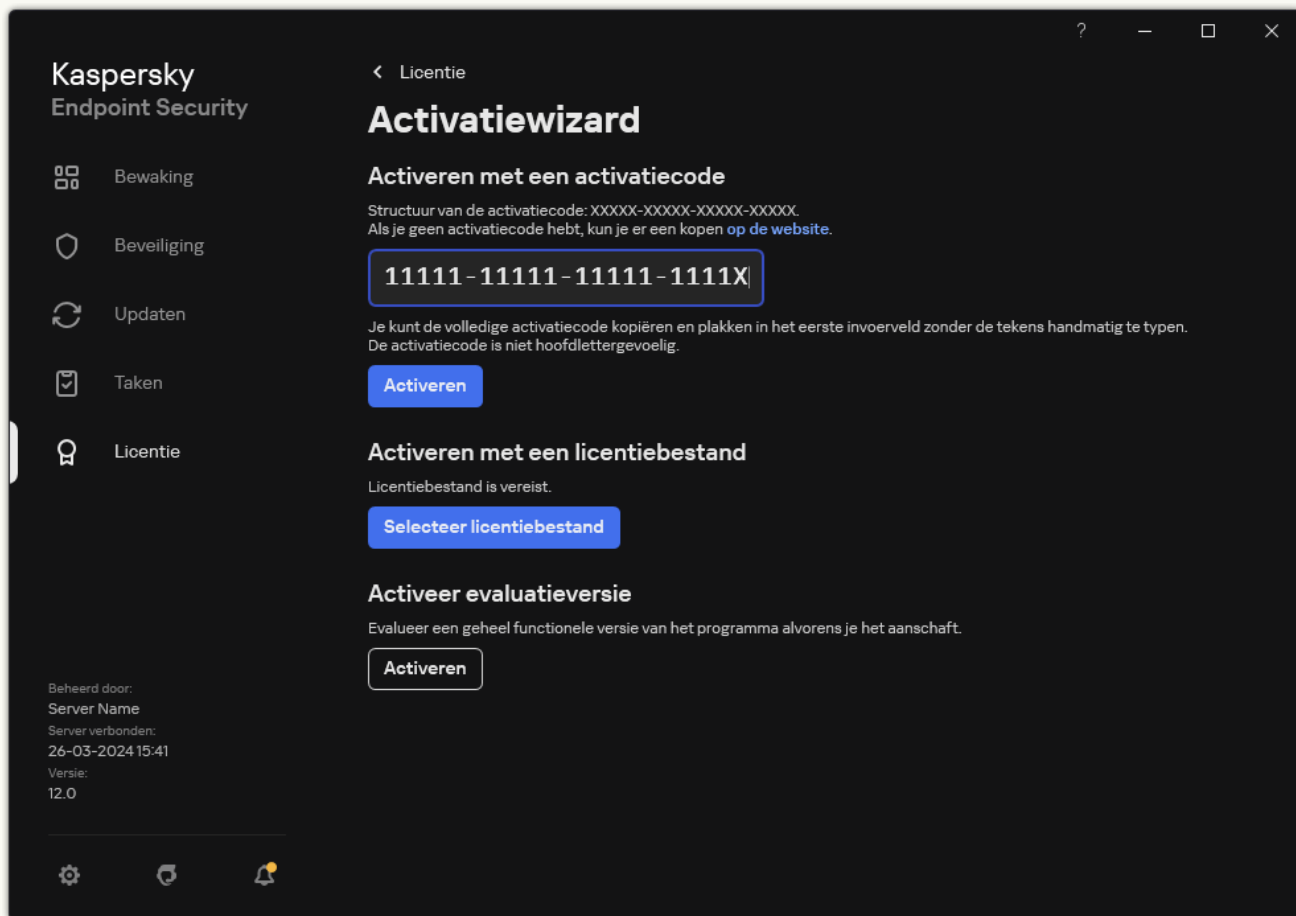 ?
Kaspersky
Endpoint Security
Bewaking
Beveiliging
Updaten
Taken
Licentie
Beheerd door:
Server Name
Server verbonden:
26-03-2024 15:41
Versie:
12.0
Licentie
Activatiewizard
Activeren met een activatiecode
Structuur van de activatiecode: XXXXX-XXXXX-XXXXX-XXXXX.
Als je geen activatiecode hebt, kun je er een kopen op de website.
11111-11111-11111-1111X
Je kunt de volledige activatiecode kopiëren en plakken in het eerste invoerveld zonder de tekens handmatig te typen.
De activatiecode is niet hoofdlettergevoelig.
Activeren
Activeren met een licentiebestand
Licentiebestand is vereist.
Selecteer licentiebestand
Activeer evaluatieversie
Evalueer een geheel functionele versie van het programma alvorens je het aanschaft.
Activeren